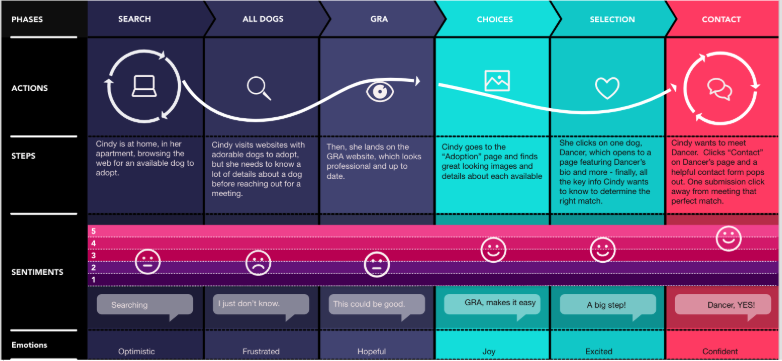 PHASES
SEARCH
ALL DOGS
GRA
CHOICES
SELECTION
CONTACT
ACTIONS
STEPS
Cindy is at home, in her
apartment, browsing the
web for an available dog to
adopt.
Cindy visits websites with
adorable dogs to adopt,
but she needs to know a
lot of details about a dog
before reaching out for a
meeting.
Then, she lands on the
GRA website, which looks
professional and up to
date.
Cindy goes to the
"Adoption" page and finds
great looking images and
details about each available
She clicks on one dog,
Dancer, which opens to a
page featuring Dancer's
bio and more - finally, all
the key info Cindy wants
to know to determine the
right match.
Cindy wants to meet
Dancer. Clicks "Contact"
on Dancer's page and a
helpful contact form pops
out. One submission click
away from meeting that
perfect match.
SENTIMENTS
5
4
3
2
1
Searching
I just don't know.
This could be good.
GRA, makes it easy
A big step!
Dancer, YES!
Emotions
Optimistic
Frustrated
Hopeful
Joy
Excited
Confident